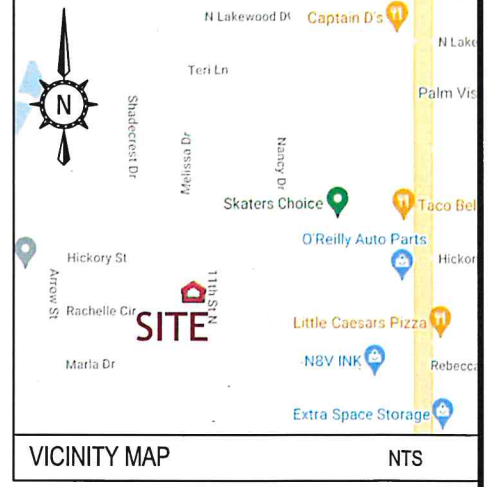 N Lakewood D
Captain D's
N Lake
Teri Ln
N
Palm Vis
Shadecrest Dr
Melissa Dr
Nancy Dr
Skaters Choice
Taco Bel
O'Reilly Auto Parts
Hickory St
Hickor
Arrow St
11th St N
Rachelle Cir
SITE
Little Caesars Pizza
Marla Dr
N8V INK
Rebecca
Extra Space Storage
VICINITY MAP
NTS